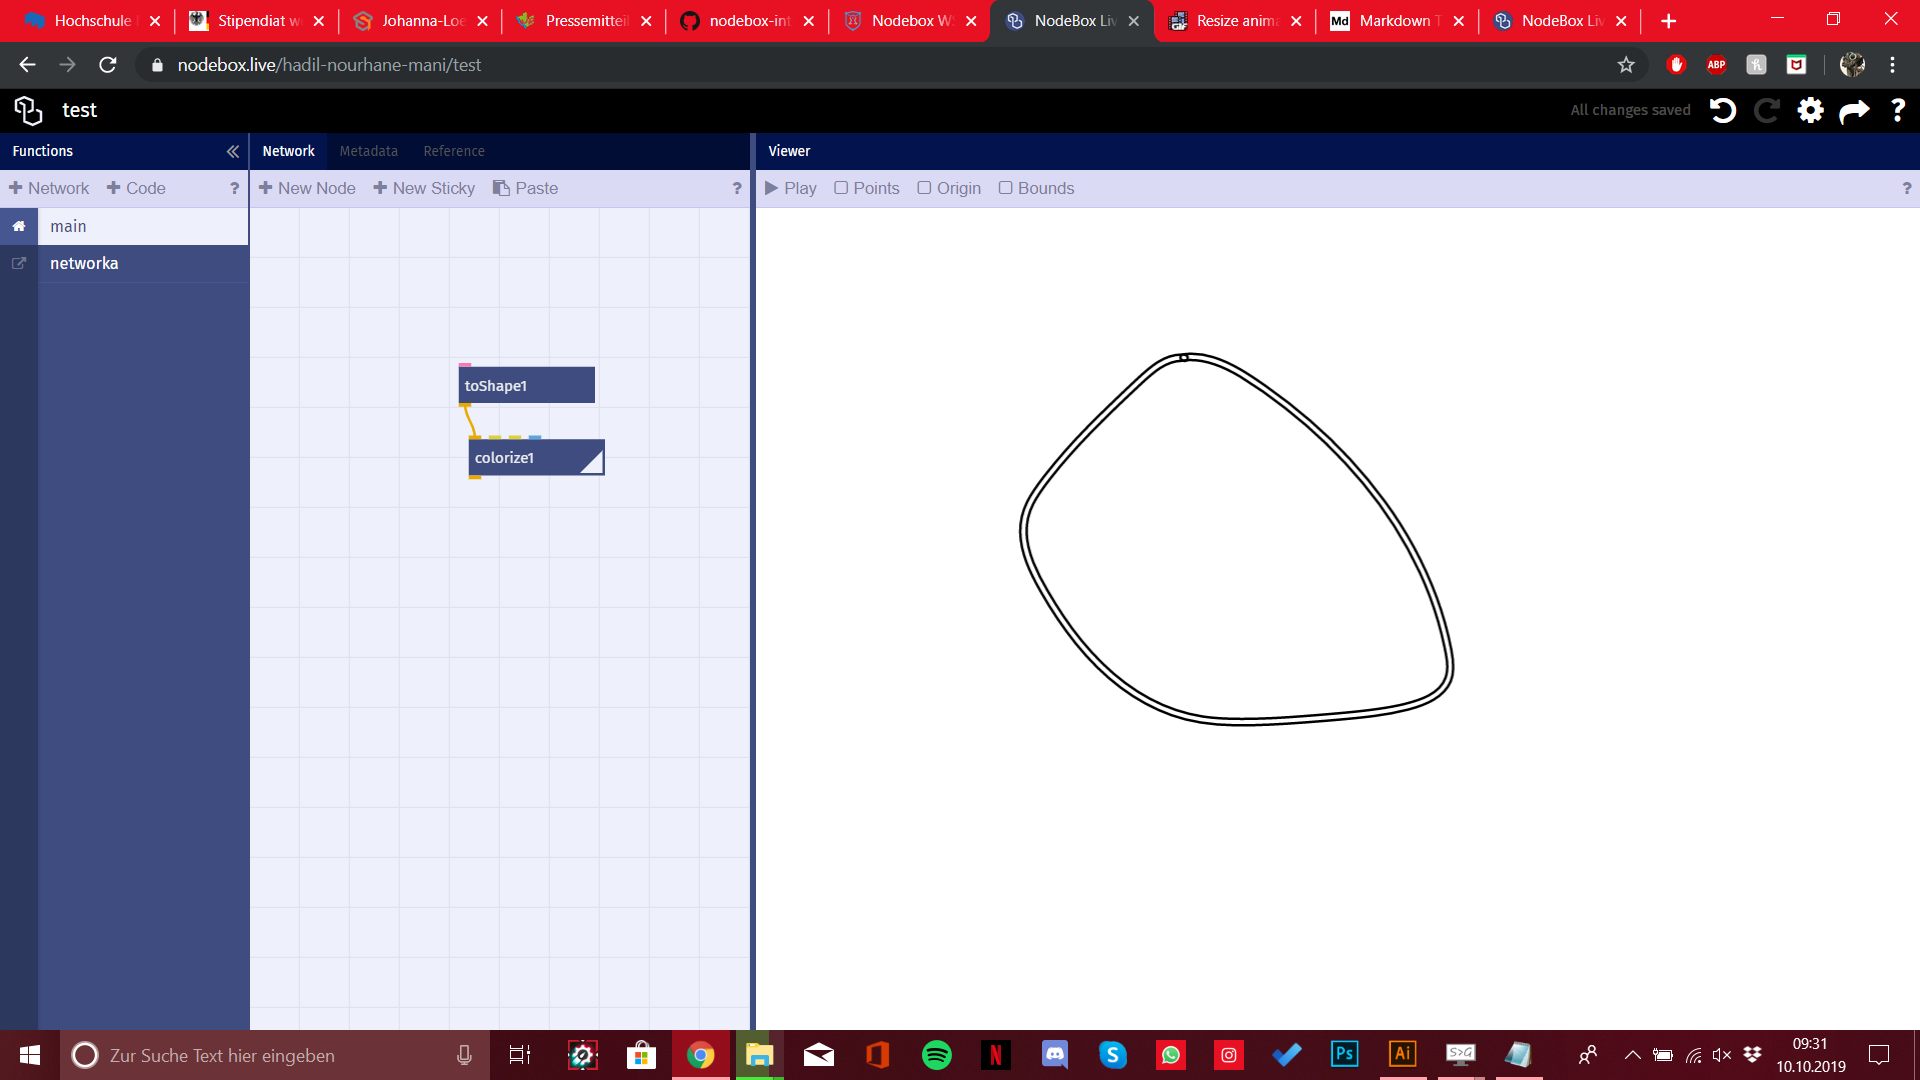 Hochschule
Stipendiat w
Johanna-Loe
Pressemitteil
nodebox-int
Nodebox W
NodeBox Liv
Resize anima
Markdown T
NodeBox Liv
nodebox.live/hadil-nourhane-mani/test
ABP
test
All changes saved
?
Functions
Network
Metadata
Reference
Viewer
Network
Code
?
New Node
New Sticky
Paste
?
Play
Points
Origin
Bounds
?
main
networka
toShape1
colorize1
Zur Suche Text hier eingeben
Ps
Ai
S>G
09:31
10.10.2019